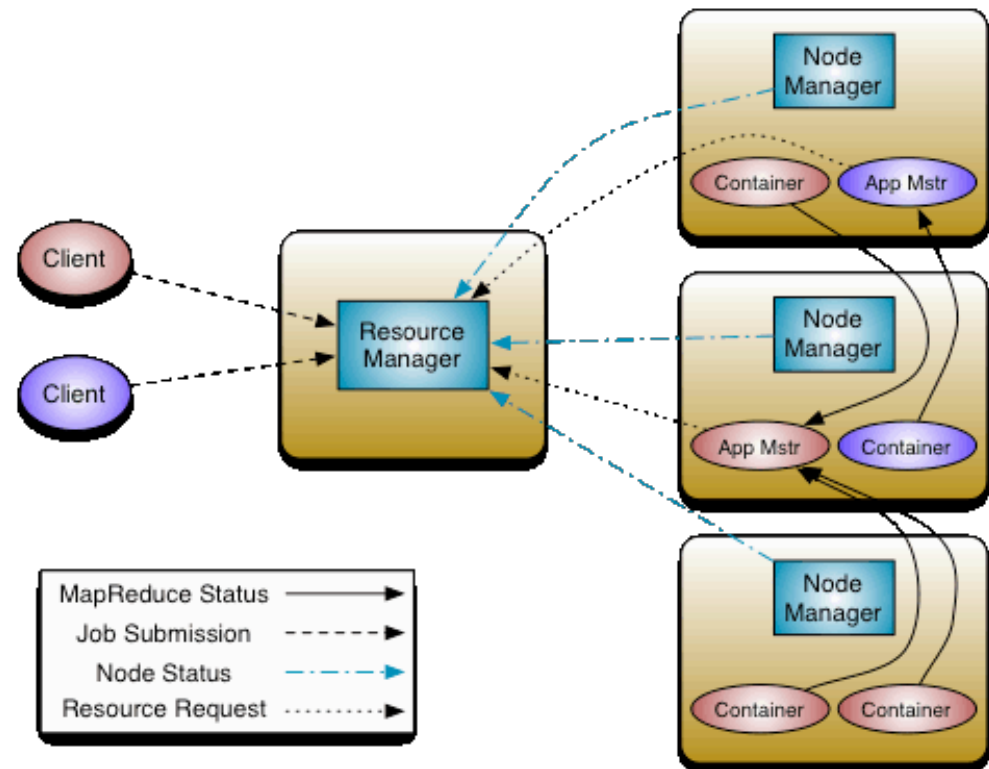 Node
Manager
Container
App Mstr
Client
Resource
Manager
Client
Node
Manager
App Mstr
Container
Node
Manager
Container
Container
MapReduce Status
Job Submission
Node Status
Resource Request